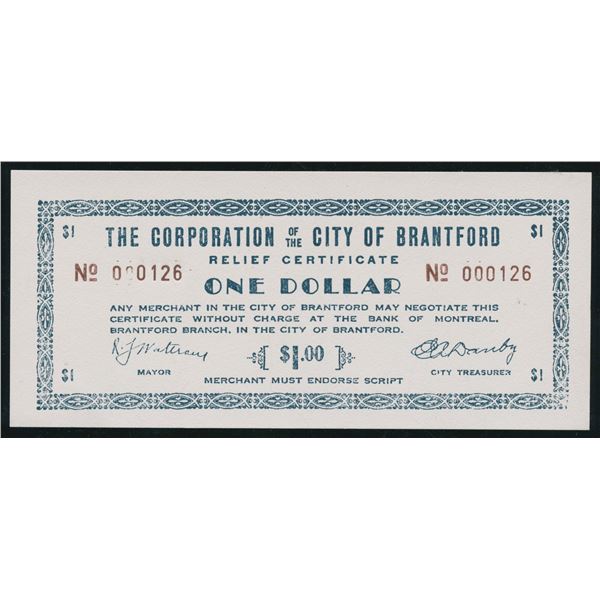 $1 THE CORPORATION OF THE CITY OF BRANTFORD $1
RELIEF CERTIFICATE
Nº 000126 ONE DOLLAR Nº 000126
ANY MERCHANT IN THE CITY OF BRANTFORD MAY NEGOTIATE THIS
CERTIFICATE WITHOUT CHARGE AT THE BANK OF MONTREAL,
BRANTFORD BRANCH, IN THE CITY OF BRANTFORD.
$1.00
MAYOR CITY TREASURER
$1 MERCHANT MUST ENDORSE SCRIPT $1